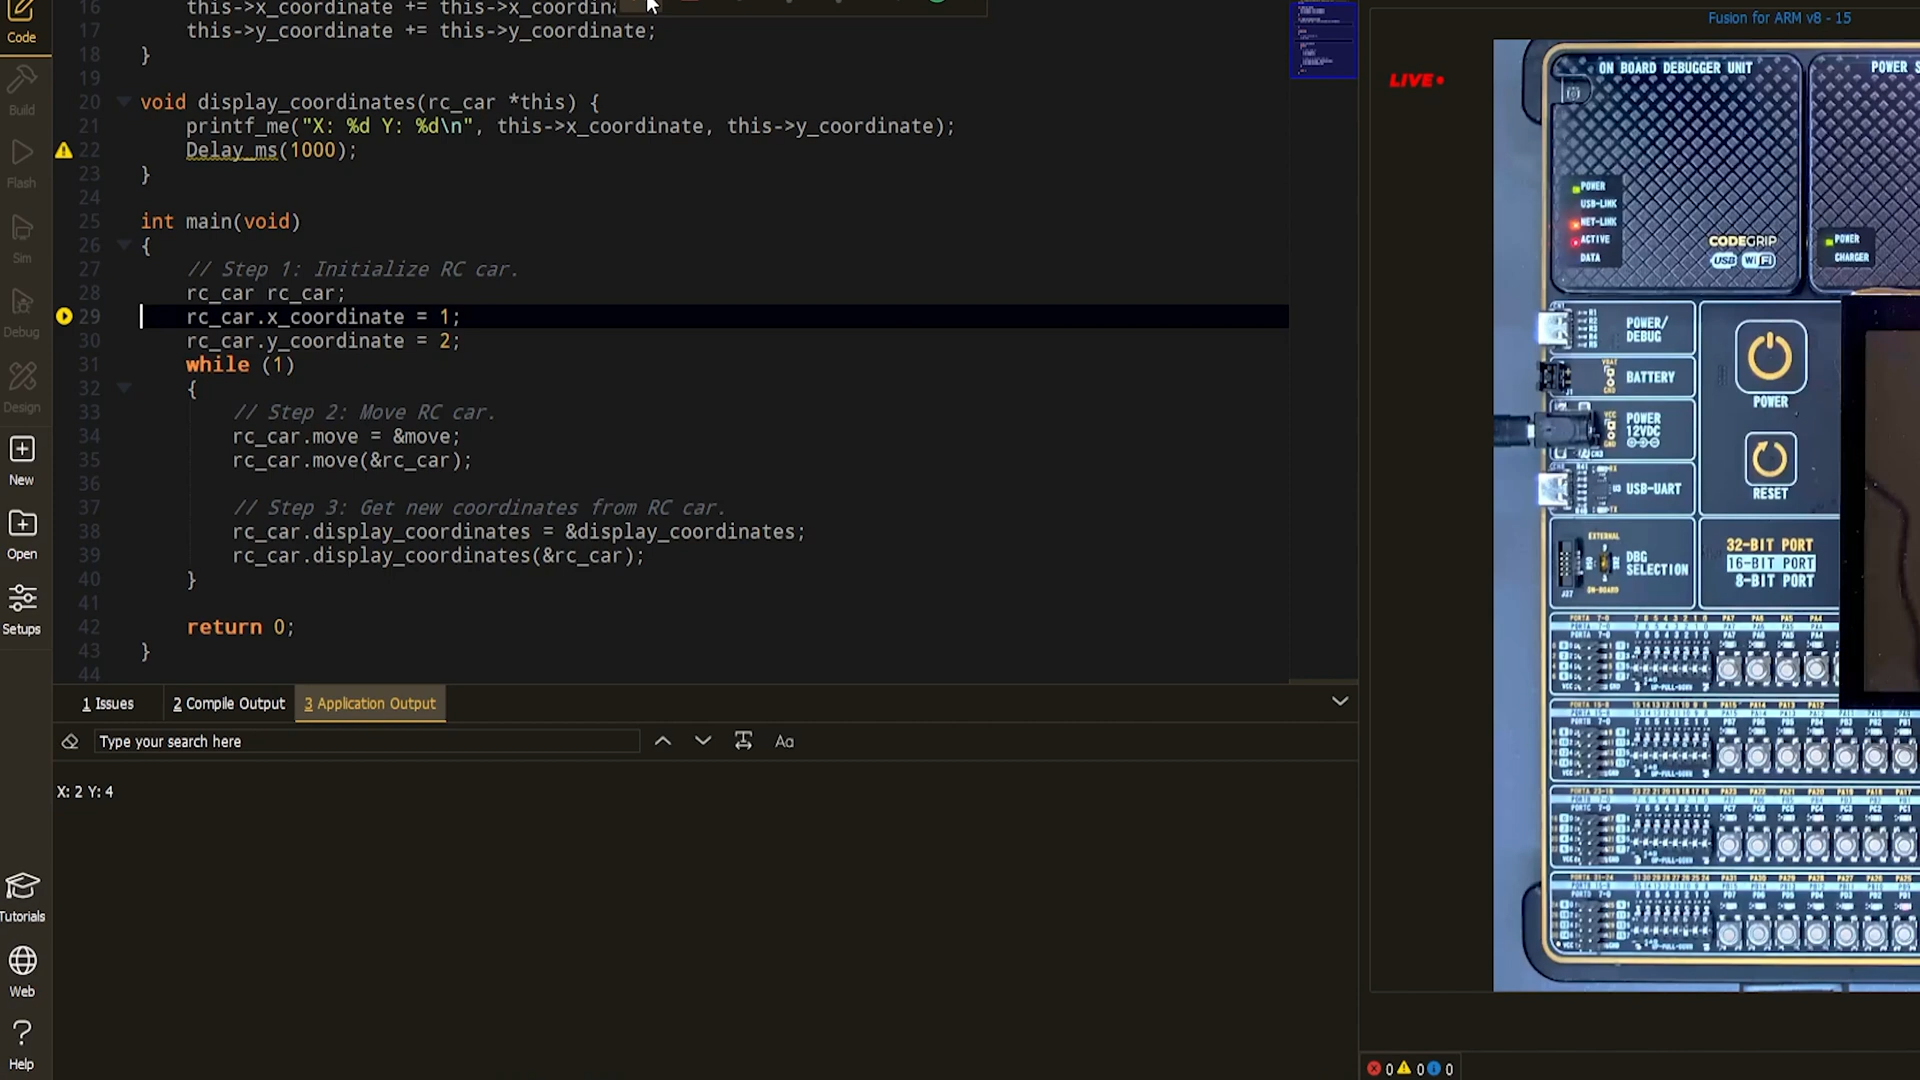 Code
Build
Flash
Sim
Debug
Design
New
Open
Setups
Tutorials
Web
Help
16 this->x_coordinate += this->x_coordin
17 this->y_coordinate += this->y_coordinate;
18 }
19
20 void display_coordinates(rc_car *this) {
21 printf_me("X: %d Y: %d\n", this->x_coordinate, this->y_coordinate);
22 Delay_ms(1000);
23 }
24
25 int main(void)
26 {
27 // Step 1: Initialize RC car.
28 rc_car rc_car;
29 rc_car.x_coordinate = 1;
30 rc_car.y_coordinate = 2;
31 while (1)
32 {
33 // Step 2: Move RC car.
34 rc_car.move = &move;
35 rc_car.move(&rc_car);
36
37 // Step 3: Get new coordinates from RC car.
38 rc_car.display_coordinates = &display_coordinates;
39 rc_car.display_coordinates(&rc_car);
40 }
41
42 return 0;
43 }
44
1 Issues 2 Compile Output 3 Application Output
Type your search here Aa
X: 2 Y: 4
Fusion for ARM v8 - 15
LIVE
ON BOARD DEBUGGER UNIT
POWER S
POWER
USB-LINK
NET-LINK
ACTIVE
DATA
CODEGRIP
USB WiFi
POWER
CHARGER
POWER/
DEBUG
BATTERY
POWER
12VDC
USB-UART
EXTERNAL
DBG
SELECTION
ON-BOARD
POWER
RESET
32-BIT PORT
16-BIT PORT
8-BIT PORT
0 0 0